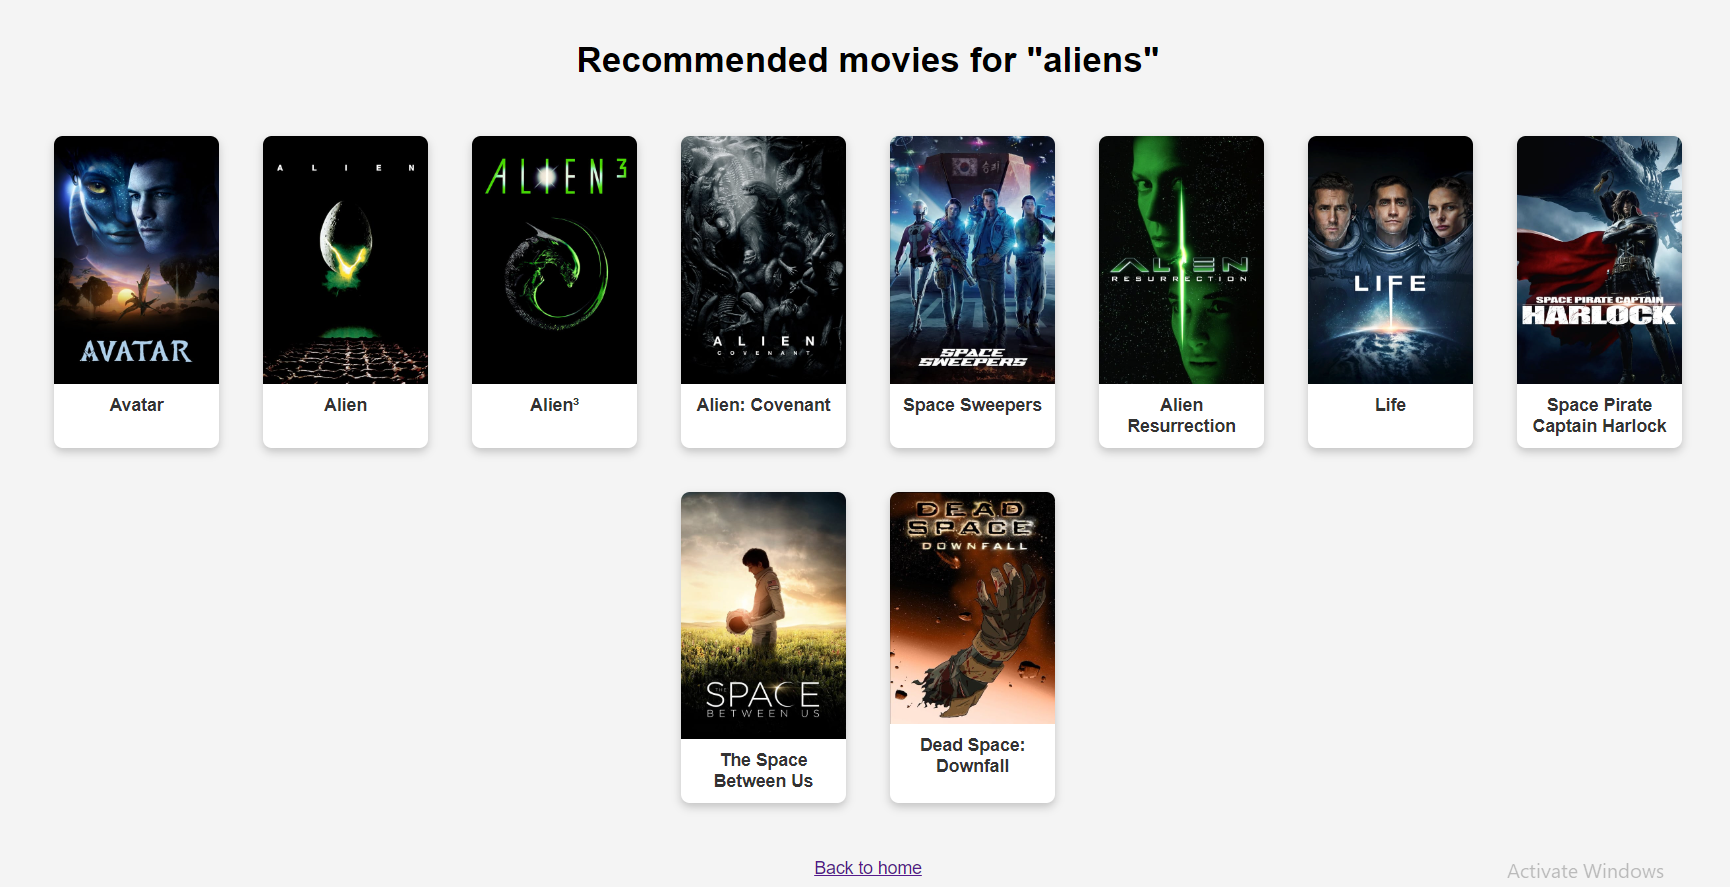 Recommended movies for "aliens"
AVATAR
Avatar
A L I E N
Alien
ALIEN 3
Alien³
ALIEN
COVENANT
Alien: Covenant
SPACE
SWEEPERS
Space Sweepers
ALIEN
RESURRECTION
Alien
Resurrection
LIFE
Life
SPACE PIRATE CAPTAIN
HARLOCK
Space Pirate
Captain Harlock
THE
SPACE
BETWEEN US
The Space
Between Us
DEAD
SPACE
DOWNFALL
Dead Space:
Downfall
Back to home
Activate Windows